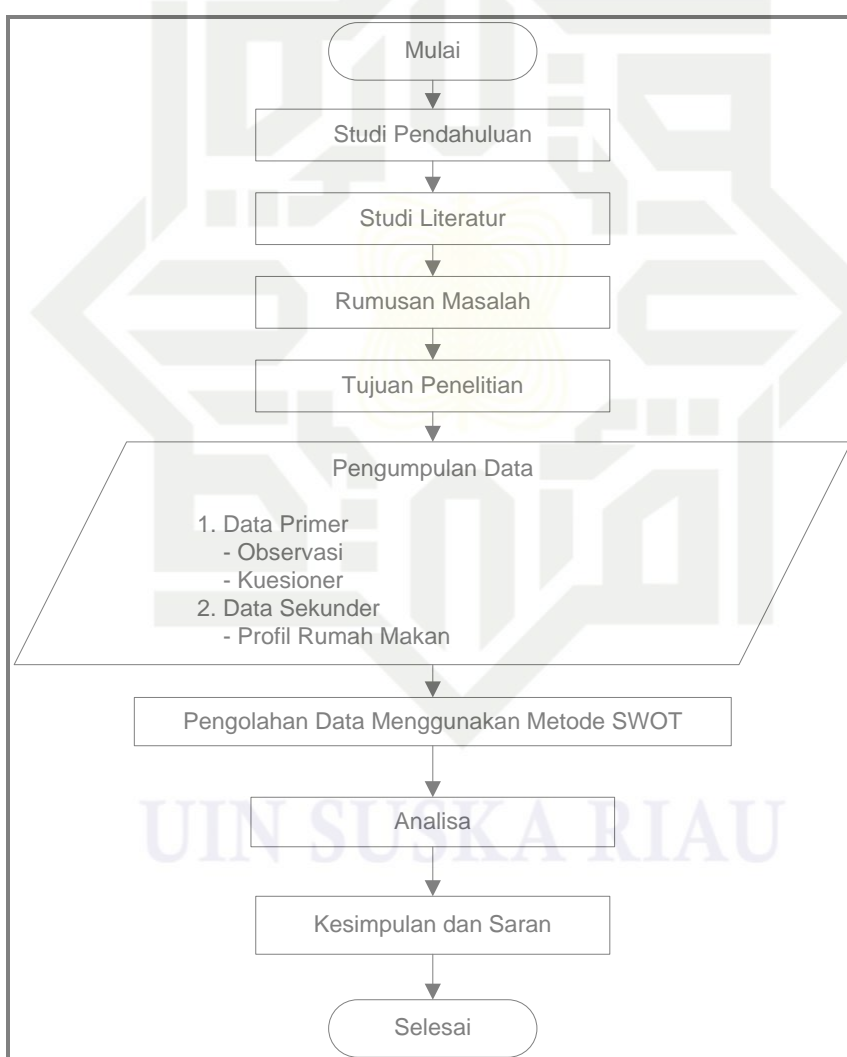 Mulai
Studi Pendahuluan
Studi Literatur
Rumusan Masalah
Tujuan Penelitian
Pengumpulan Data
1. Data Primer
- Observasi
- Kuesioner
2. Data Sekunder
- Profil Rumah Makan
Pengolahan Data Menggunakan Metode SWOT
Analisa
UIN SUSKA RIAU
Kesimpulan dan Saran
Selesai